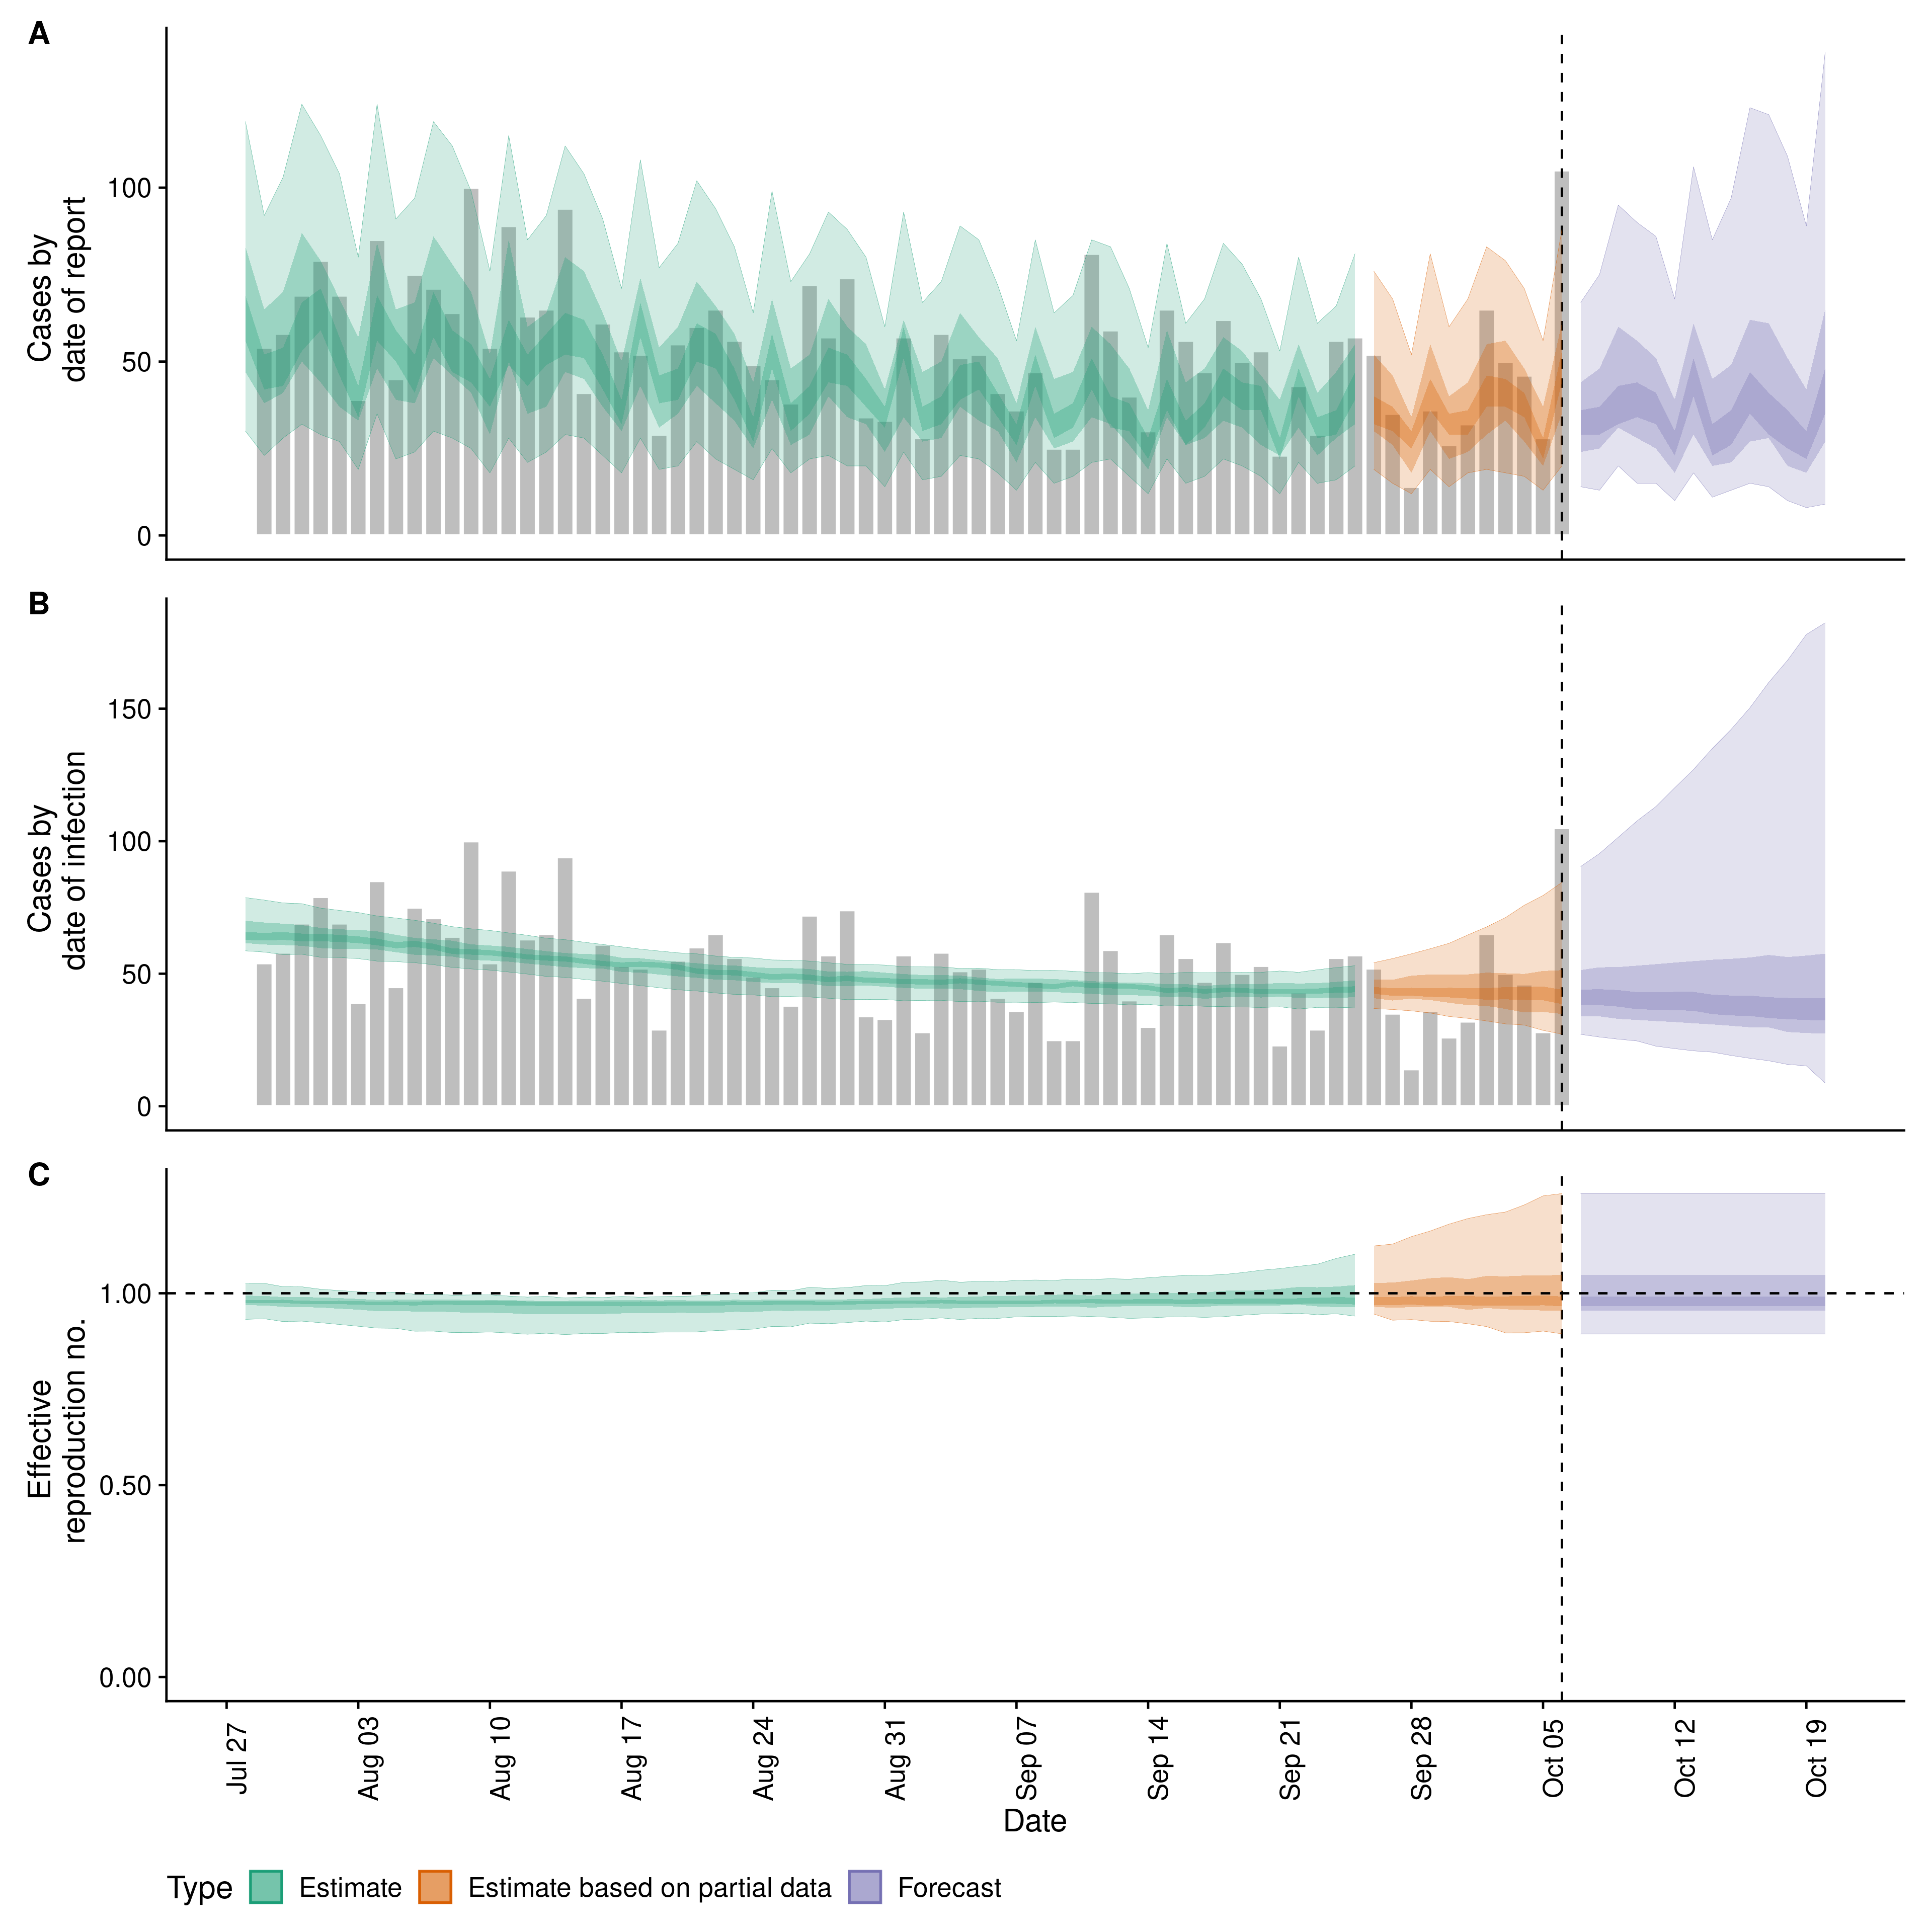 A
Cases by
date of report
100
50
0
B
Cases by
date of infection
150
100
50
0
C
Effective
reproduction no.
1.00
0.50
0.00
Jul 27
Aug 03
Aug 10
Aug 17
Aug 24
Aug 31
Sep 07
Sep 14
Sep 21
Sep 28
Oct 05
Oct 12
Oct 19
Date
Type Estimate Estimate based on partial data Forecast